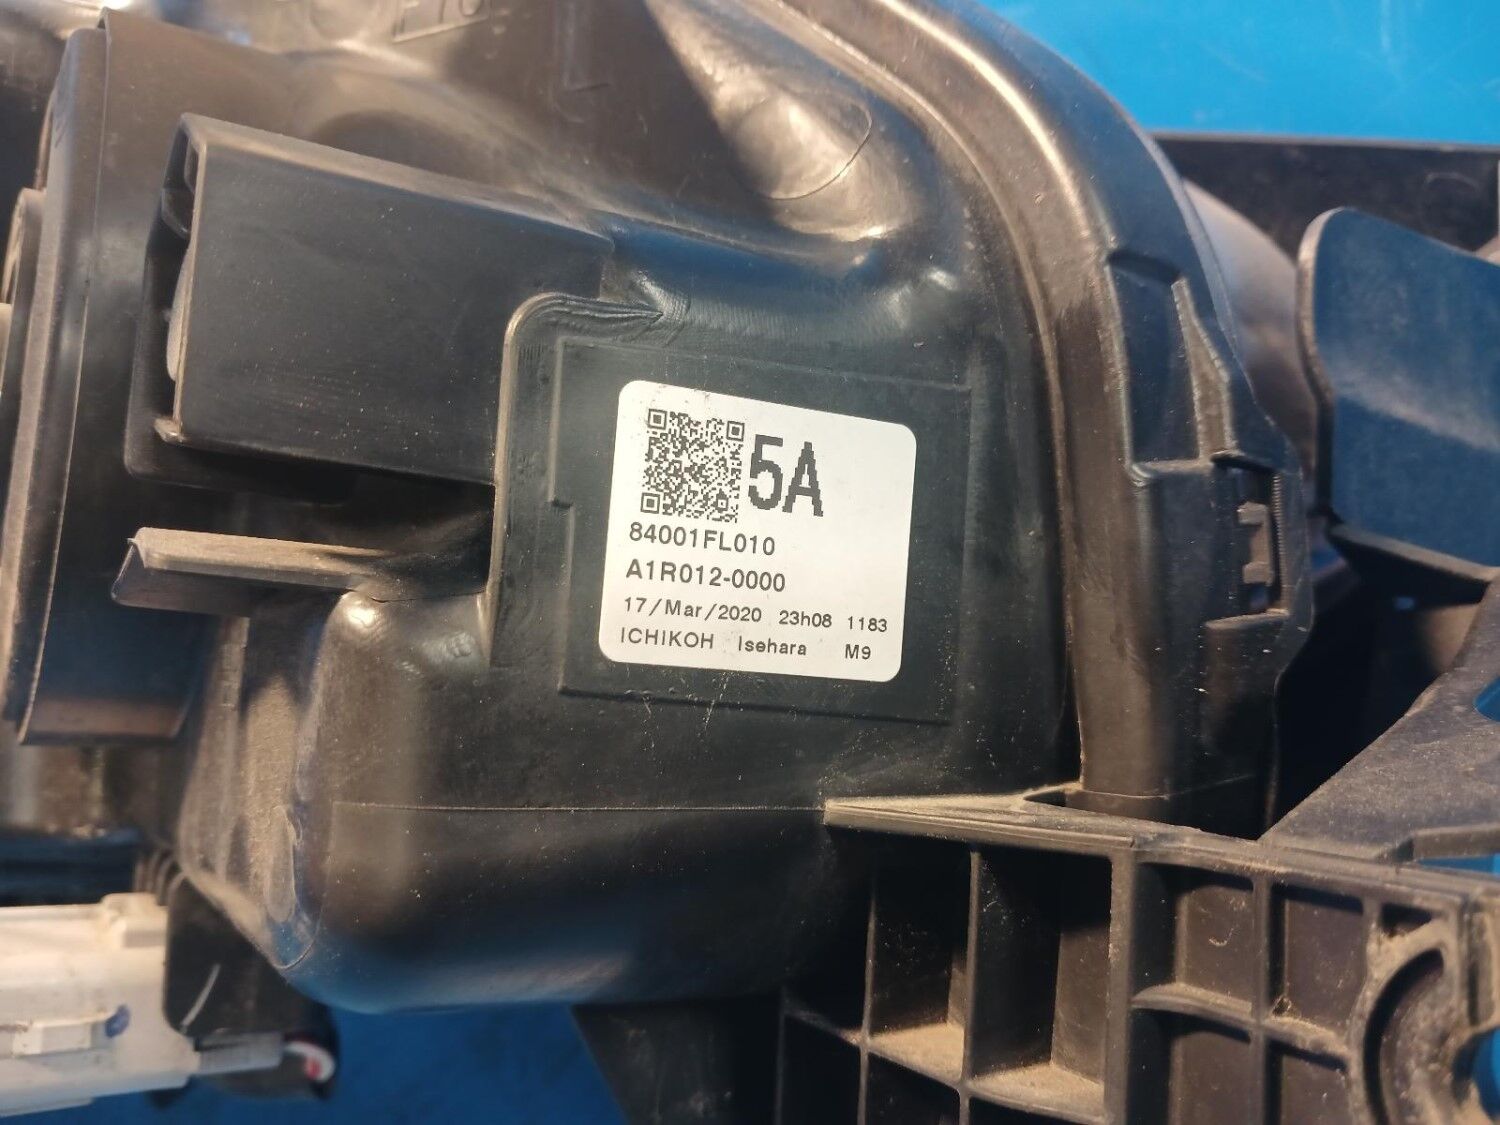 5A
84001FL010
A1R012-0000
17/Mar/2020 23h08 1183
ICHIKOH Isehara M9